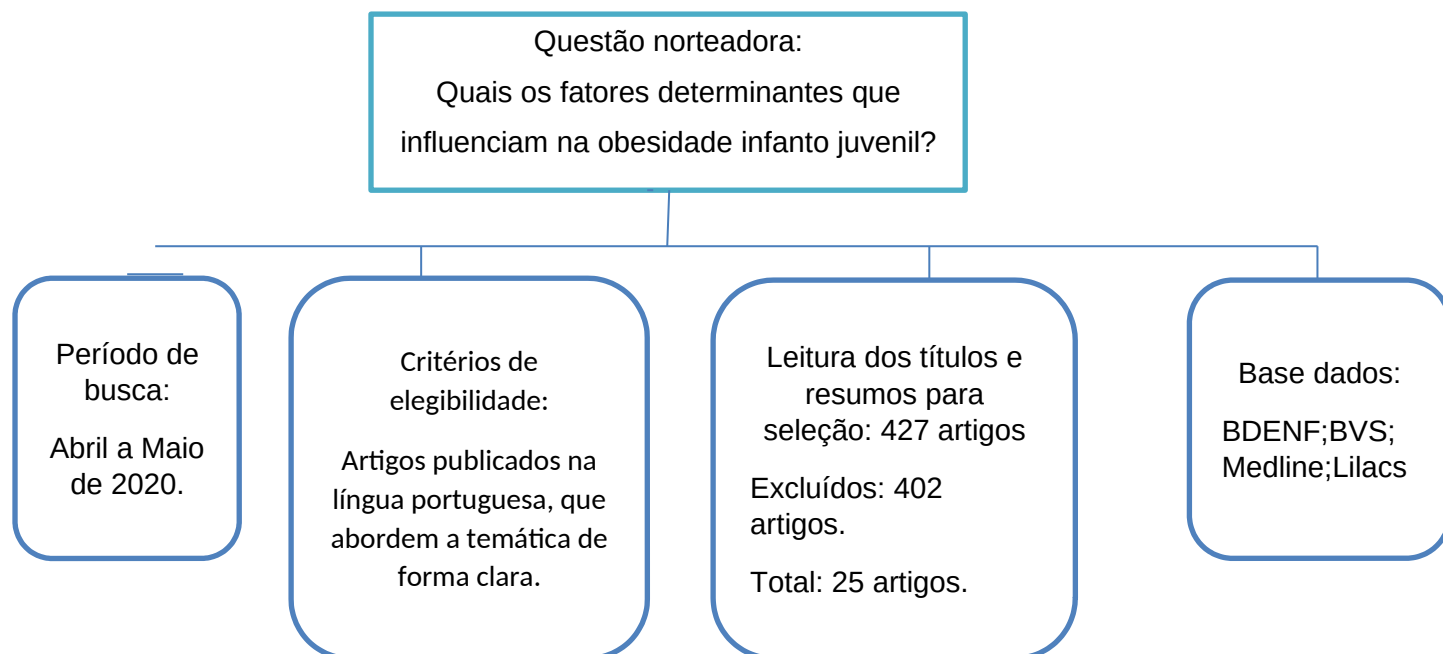 Questão norteadora:
Quais os fatores determinantes que
influenciam na obesidade infanto juvenil?
Período de
busca:
Abril a Maio
de 2020.
Critérios de
elegibilidade:
Artigos publicados na
língua portuguesa, que
abordem a temática de
forma clara.
Leitura dos títulos e
resumos para
seleção: 427 artigos
Excluídos: 402
artigos.
Total: 25 artigos.
Base dados:
BDENF;BVS;
Medline;Lilacs